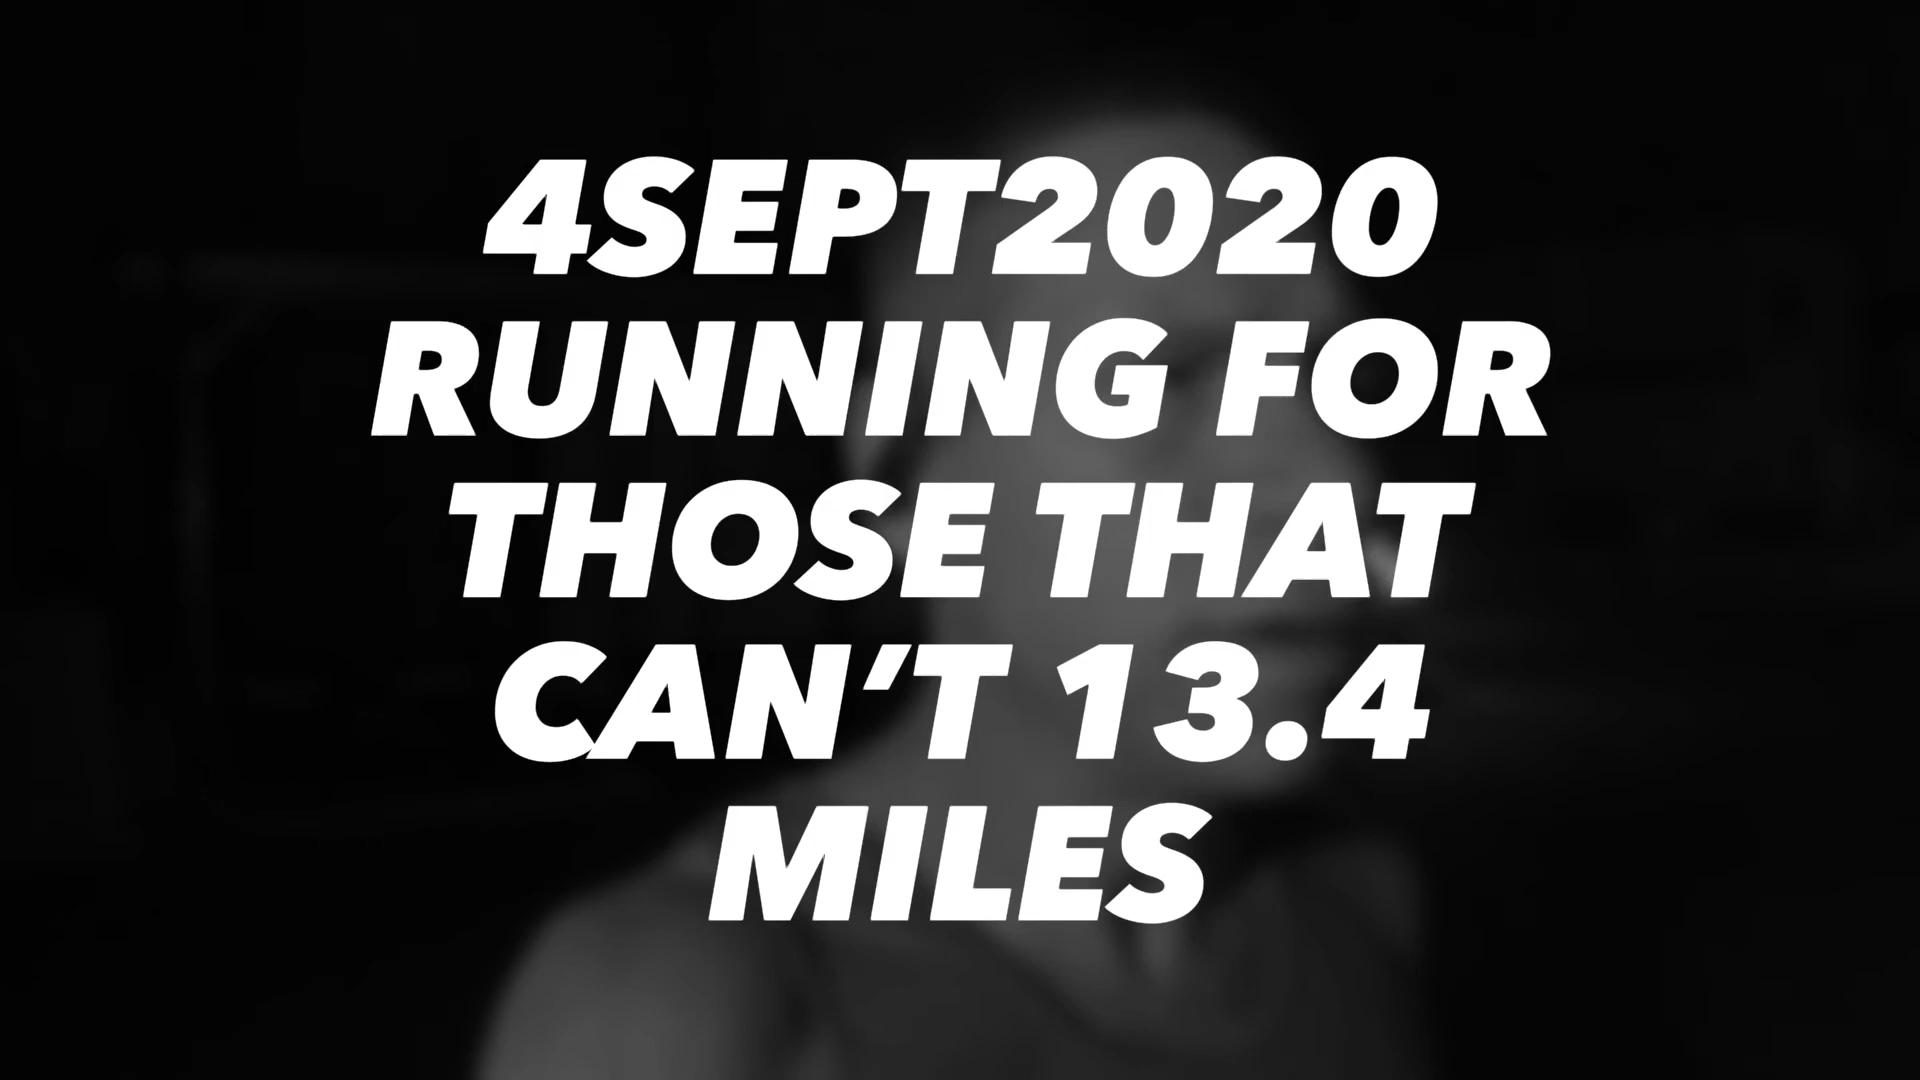 4SEPT2020
RUNNING FOR
THOSE THAT
CAN’T 13.4
MILES